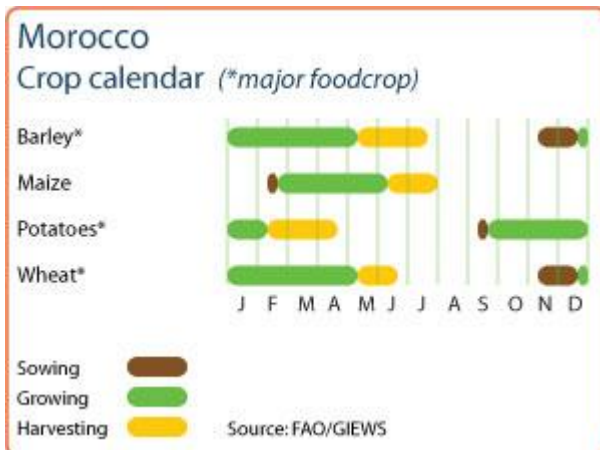 Morocco
Crop calendar (*major foodcrop)
Barley*
Maize
Potatoes*
Wheat*
J F M A M J J A S O N D
Sowing
Growing
Harvesting
Source: FAO/GIEWS